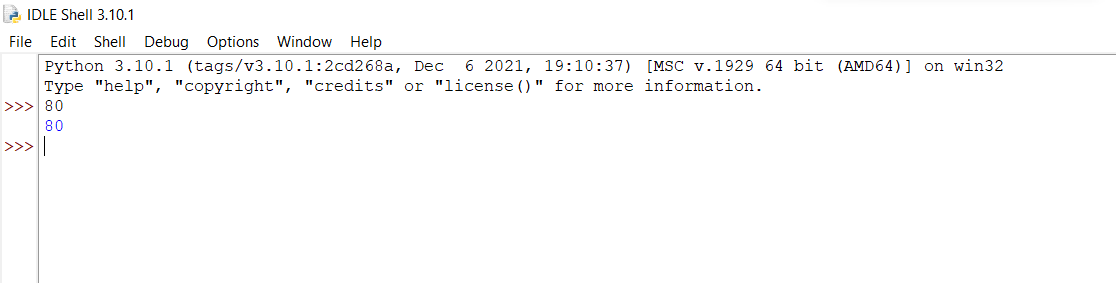 IDLE Shell 3.10.1
File Edit Shell Debug Options Window Help
Python 3.10.1 (tags/v3.10.1:2cd268a, Dec  6 2021, 19:10:37) [MSC v.1929 64 bit (AMD64)] on win32
Type "help", "copyright", "credits" or "license()" for more information.
>>> 80
80
>>>